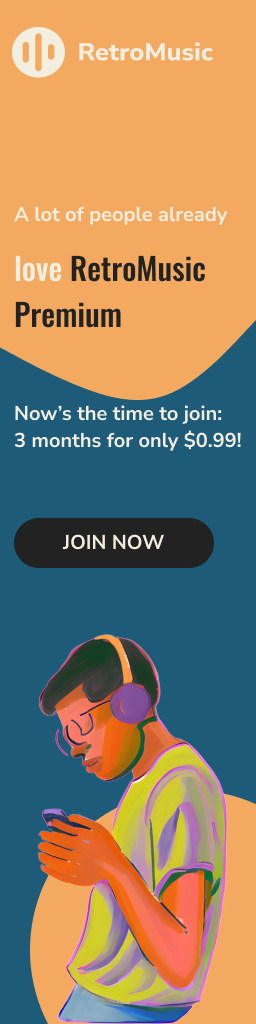 RetroMusic
A lot of people already
love RetroMusic
Premium
Now’s the time to join:
3 months for only $0.99!
JOIN NOW